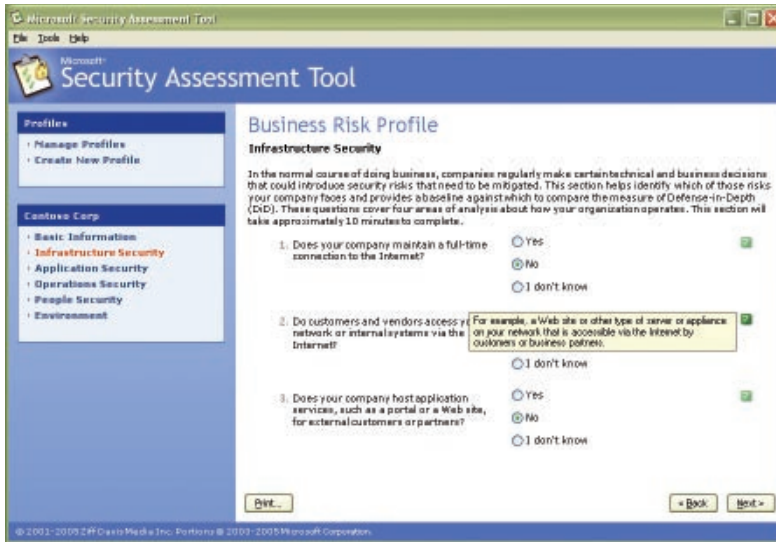 Microsoft Security Assessment Tool
File Tools Help
Microsoft
Security Assessment Tool
Profiles
Manage Profiles
Create New Profile
Contoso Corp
Basic Information
Infrastructure Security
Application Security
Operations Security
People Security
Environment
Business Risk Profile
Infrastructure Security
In the normal course of doing business, companies regularly make certain technical and business decisions
that could introduce security risks that need to be mitigated. This section helps identify which of those risks
your company faces and provides a baseline against which to compare the measure of Defense-in-Depth
(DiD). These questions cover four areas of analysis about how your organization operates. This section will
take approximately 10 minutes to complete.
1. Does your company maintain a full-time
connection to the Internet?
Yes
No
I don't know
2. Do customers and vendors access
network or internal systems via the
Internet?
For example, a Web site or other type of server or appliance
on your network that is accessible via the Internet by
customers or business partners.
I don't know
3. Does your company host application
services, such as a portal or a Web site,
for external customers or partners?
Yes
No
I don't know
Print...
< Back
Next >
© 2001-2005 Ziff Davis Media Inc. Portions © 2003-2005 Microsoft Corporation.